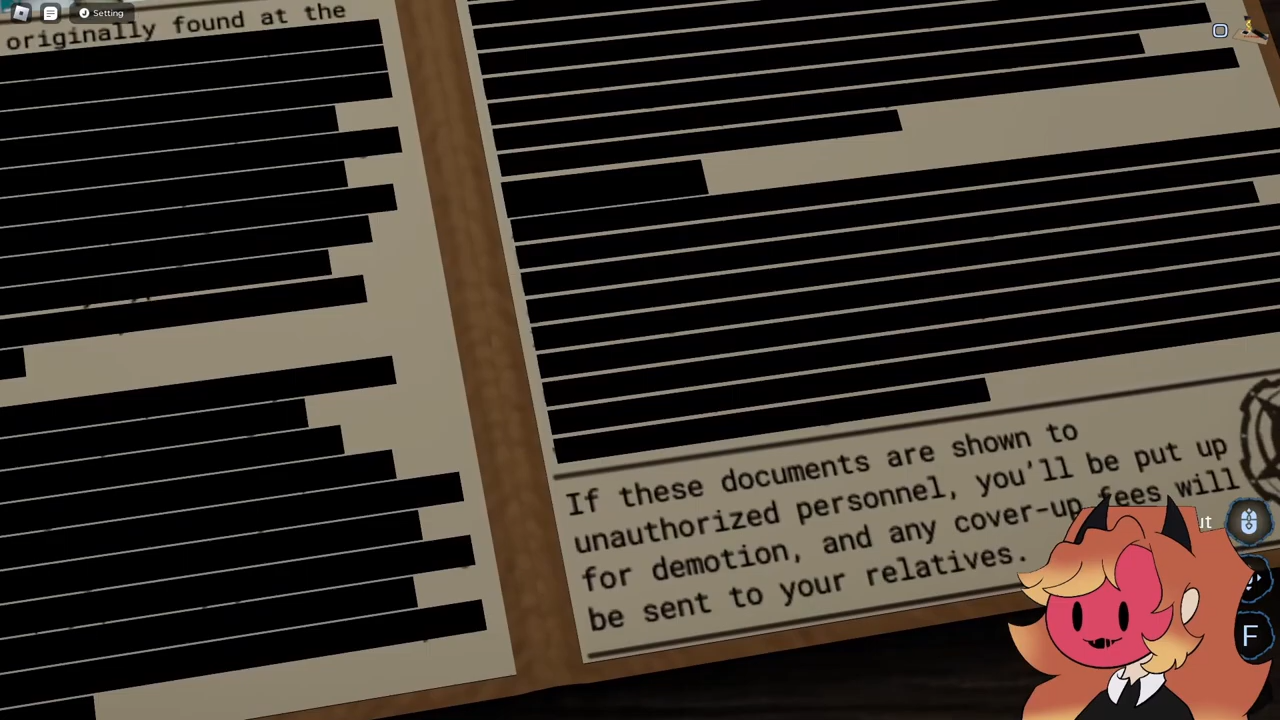 Setting
originally found at the
If these documents are shown to
unauthorized personnel, you'll be put up
for demotion, and any cover-up fees will
be sent to your relatives.
ut
F